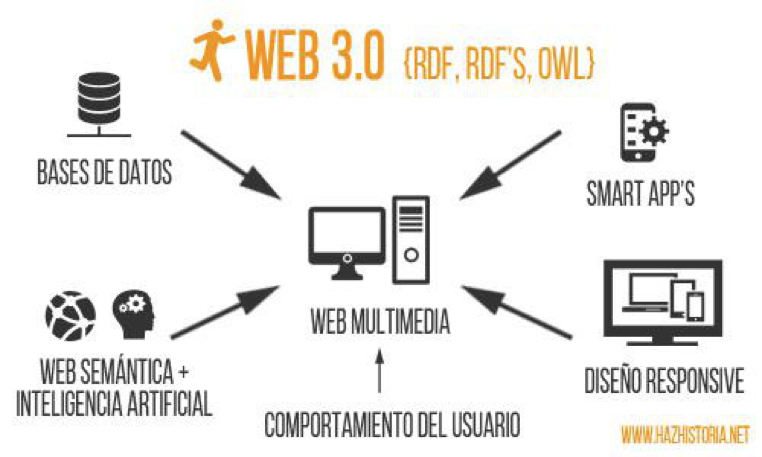 WEB 3.0 {RDF, RDF'S, OWL}
BASES DE DATOS
SMART APP'S
WEB MULTIMEDIA
WEB SEMÁNTICA +
INTELIGENCIA ARTIFICIAL
DISEÑO RESPONSIVE
COMPORTAMIENTO DEL USUARIO
WWW.HAZHISTORIA.NET